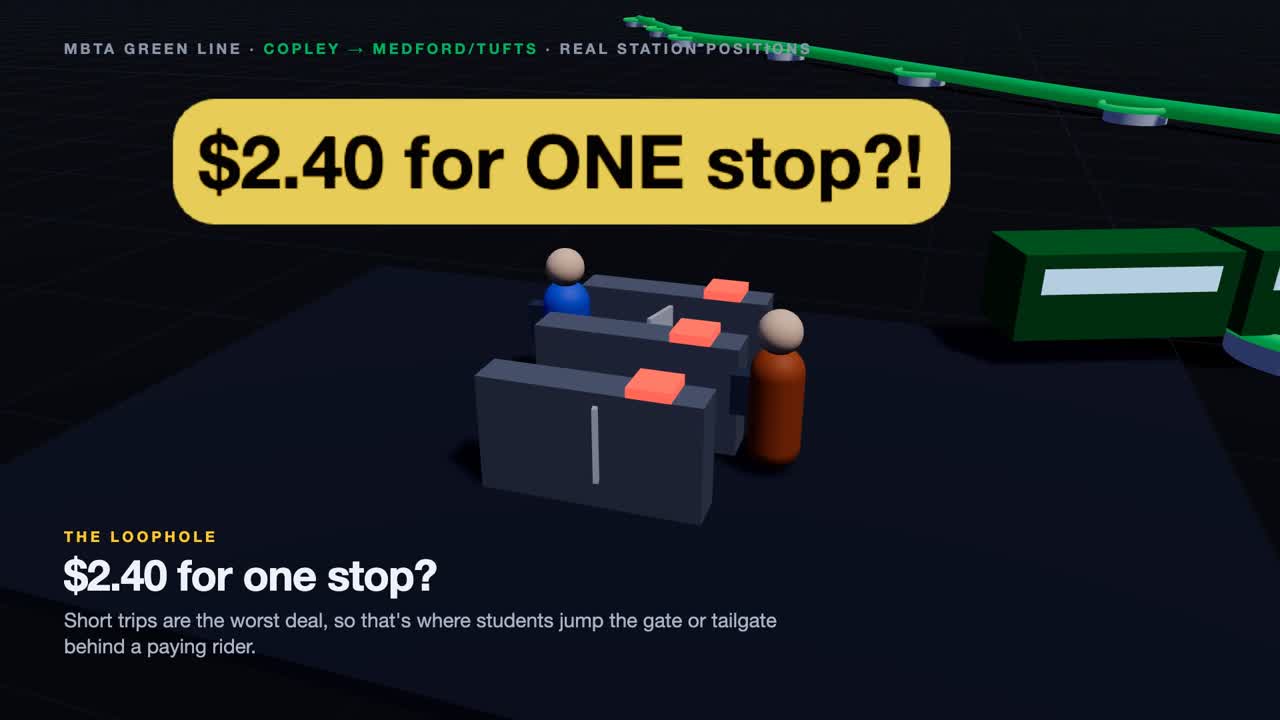 MBTA GREEN LINE · COPLEY → MEDFORD/TUFTS · REAL STATION POSITIONS
$2.40 for ONE stop?!
THE LOOPHOLE
$2.40 for one stop?
Short trips are the worst deal, so that's where students jump the gate or tailgate
behind a paying rider.